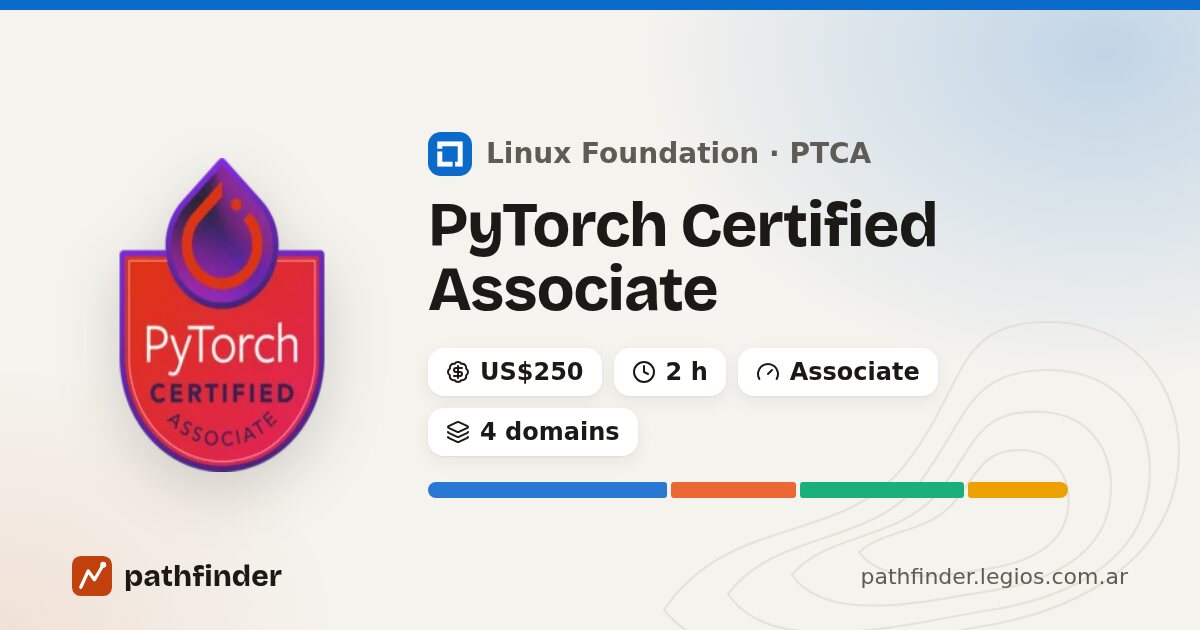 Linux Foundation · PTCA
PyTorch Certified
Associate
US$250
2 h
Associate
4 domains
PyTorch
CERTIFIED
ASSOCIATE
pathfinder
pathfinder.legios.com.ar